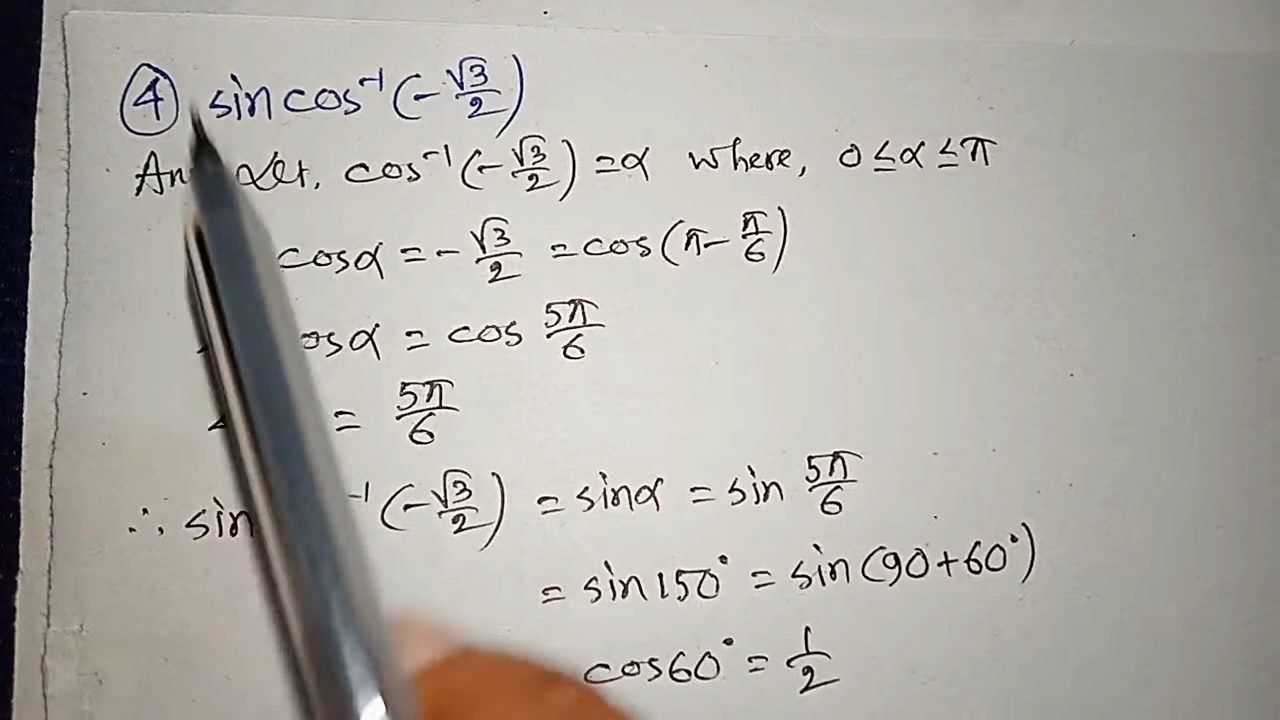 ④ sin cos⁻¹(-√3/2)
let, cos⁻¹(-√3/2) = α where, 0 ≤ α ≤ π
cosα = -√3/2 = cos(π - π/6)
cosα = cos 5π/6
= 5π/6
∴ sin ⁻¹(-√3/2) = sinα = sin 5π/6
= sin150° = sin(90+60°)
cos60° = 1/2